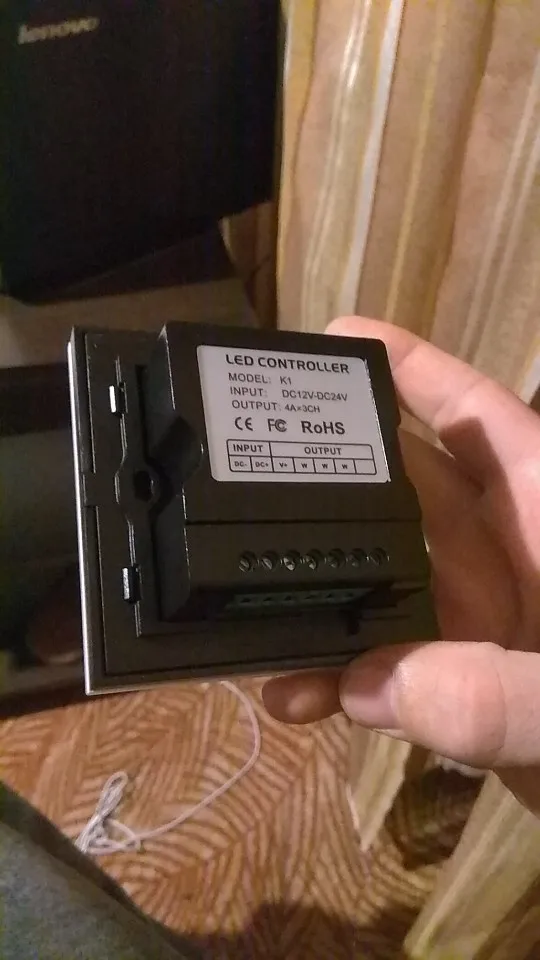 lenovo
LED CONTROLLER
MODEL: K1
INPUT: DC12V-DC24V
OUTPUT: 4A×3CH
CE FC RoHS
INPUT OUTPUT
DC- DC+ V+ W W W